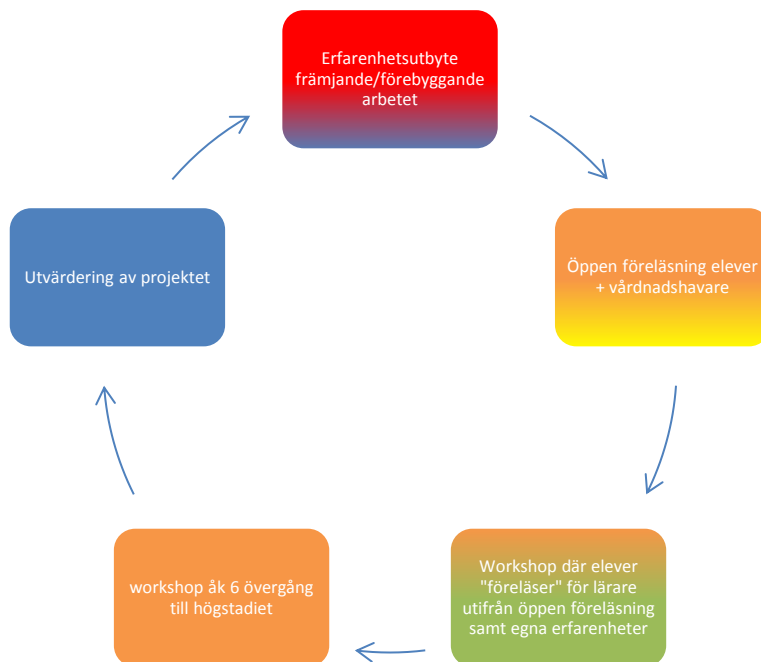 Erfarenhetsutbyte
främjande/förebyggande
arbetet
Öppen föreläsning elever
+ vårdnadshavare
Workshop där elever
"föreläser" för lärare
utifrån öppen föreläsning
samt egna erfarenheter
workshop åk 6 övergång
till högstadiet
Utvärdering av projektet